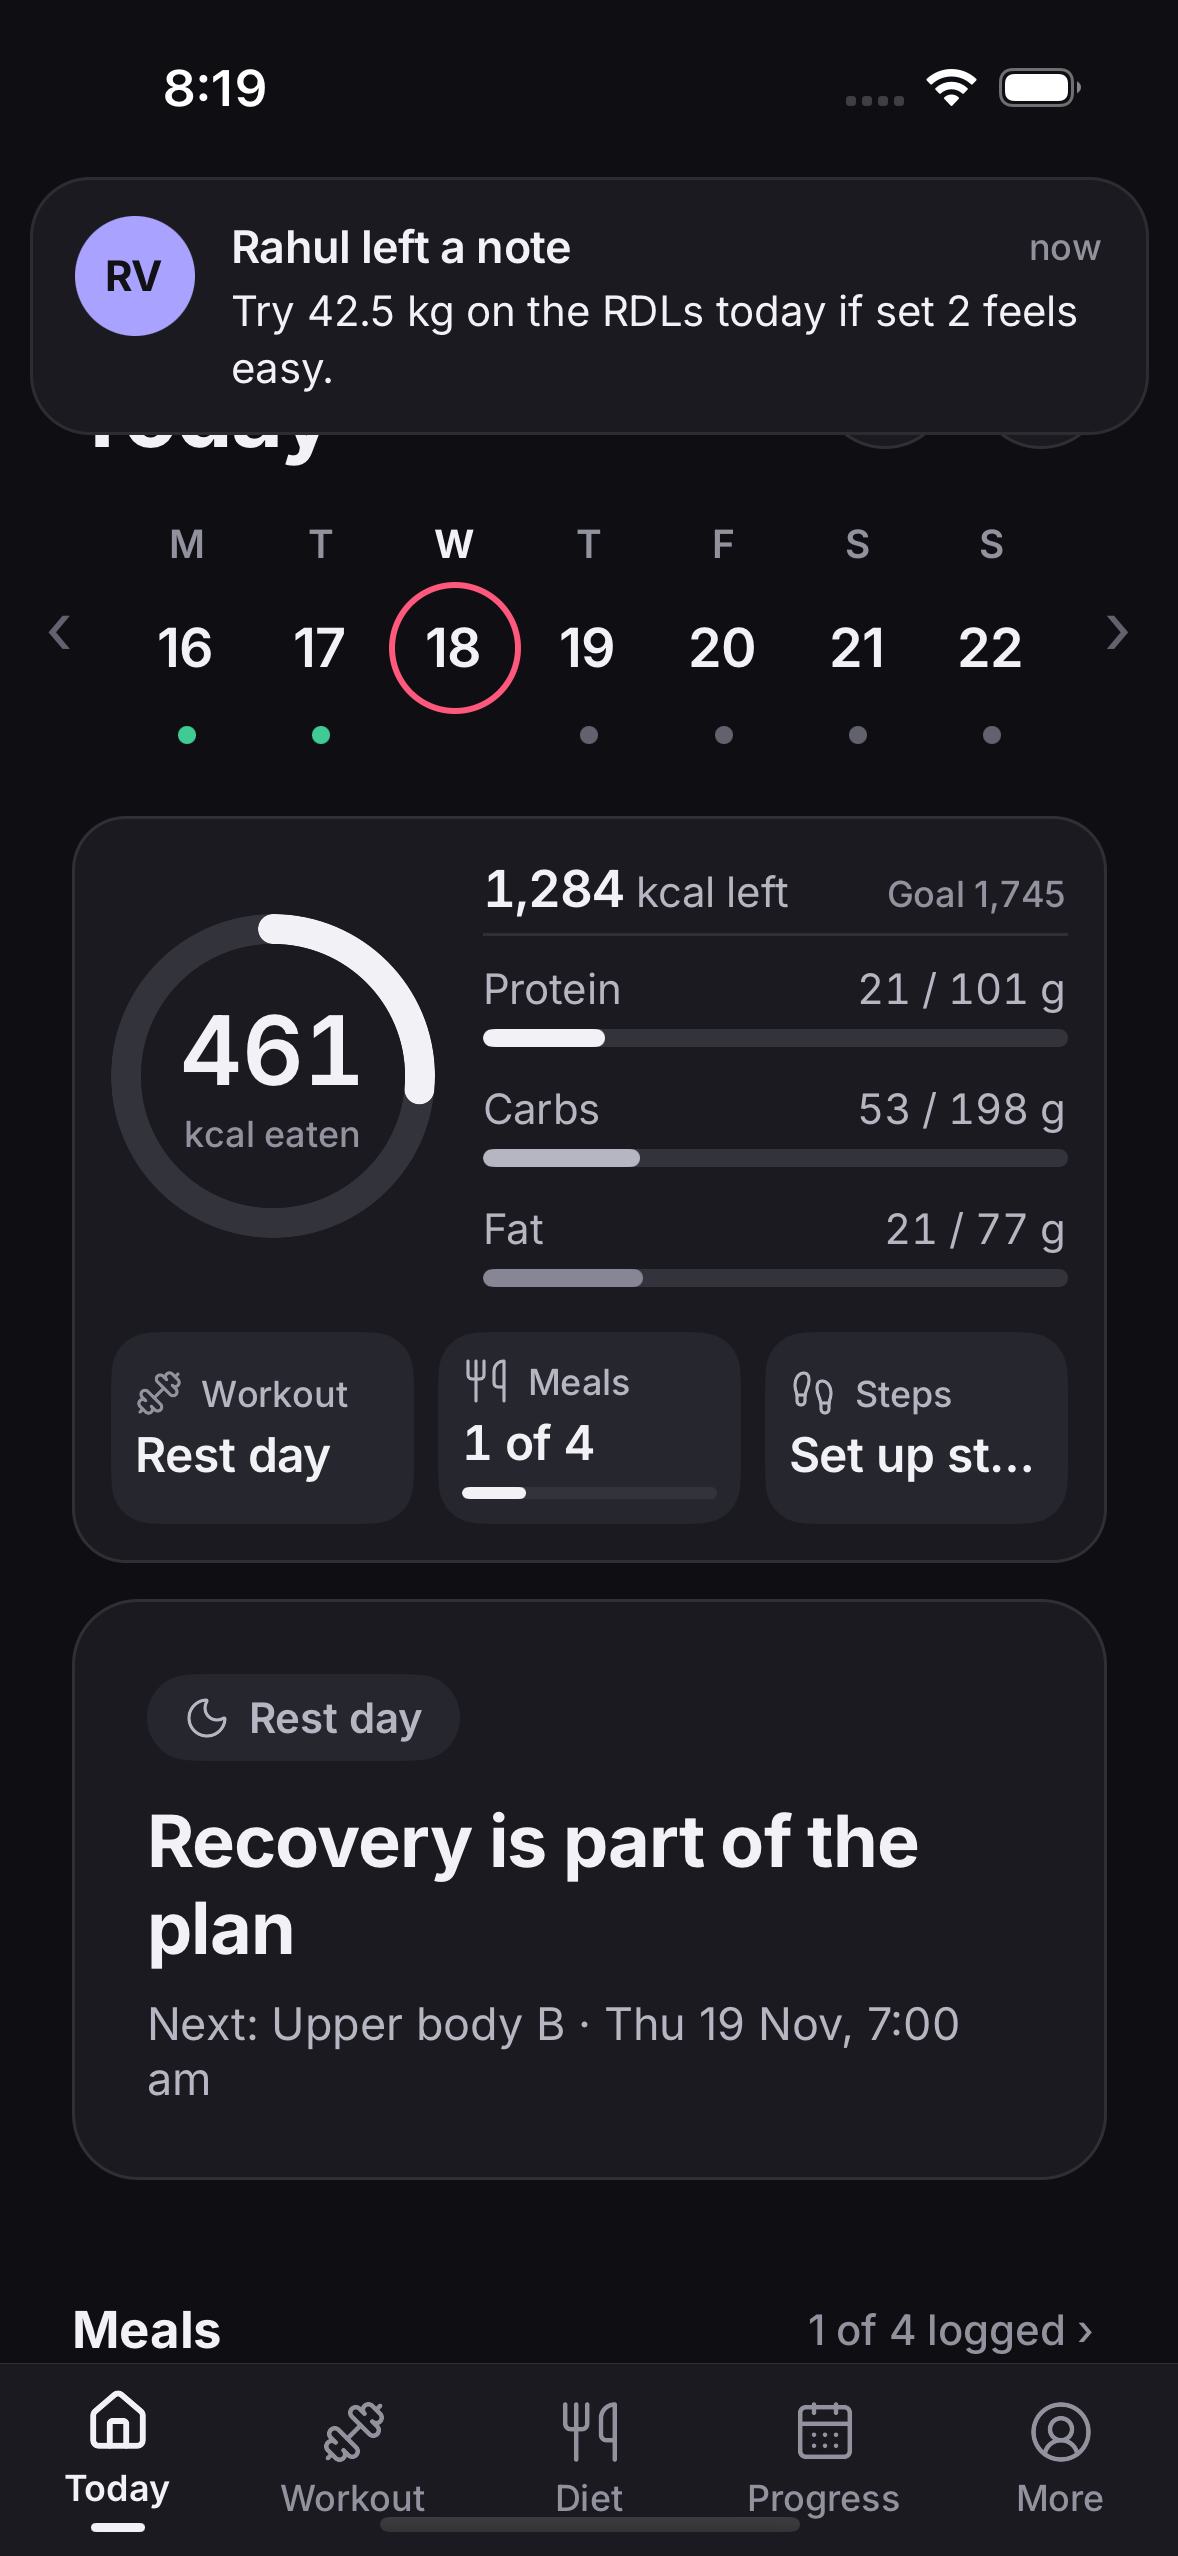 8:19
RV
Rahul left a note
now
Try 42.5 kg on the RDLs today if set 2 feels
easy.
Today
M T W T F S S
‹ 16 17 18 19 20 21 22 ›
1,284 kcal left Goal 1,745
461
kcal eaten
Protein 21 / 101 g
Carbs 53 / 198 g
Fat 21 / 77 g
Workout
Rest day
Meals
1 of 4
Steps
Set up st...
Rest day
Recovery is part of the
plan
Next: Upper body B · Thu 19 Nov, 7:00
am
Meals 1 of 4 logged ›
Today Workout Diet Progress More